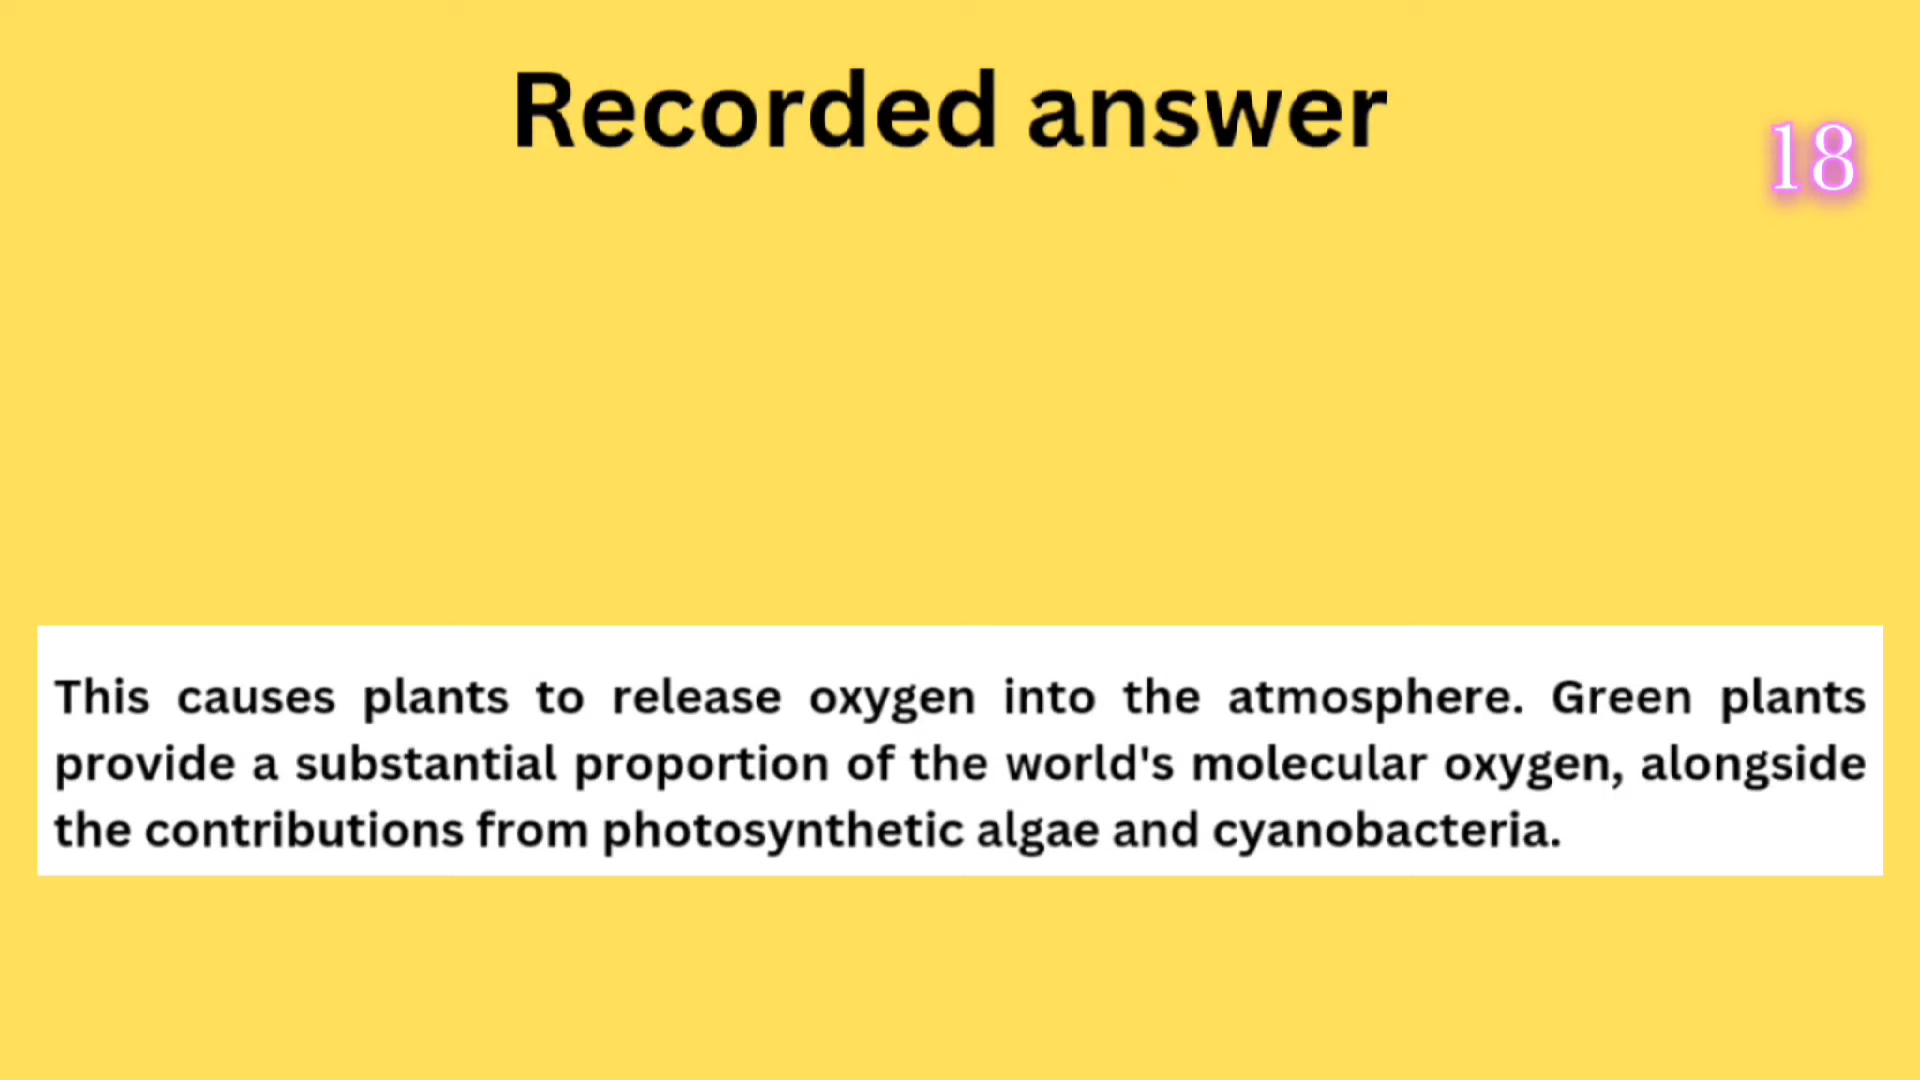 Recorded answer
18
This causes plants to release oxygen into the atmosphere. Green plants
provide a substantial proportion of the world's molecular oxygen, alongside
the contributions from photosynthetic algae and cyanobacteria.